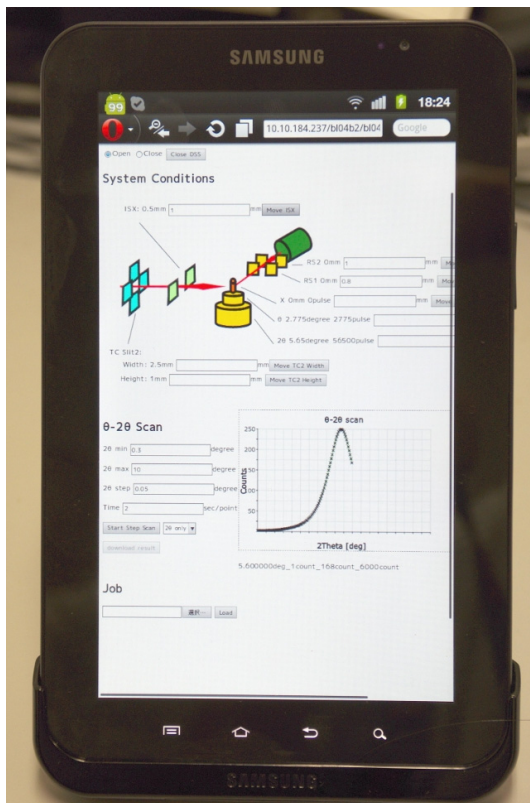 SAMSUNG
99
18:24
10.10.184.237/bl04b2/bl04
Google
Open Close Close DSS
System Conditions
ISX: 0.5mm 1 mm Move ISX
RS2 0mm 1 mm Mov
RS1 0mm 0.8 mm Mov
X 0mm 0pulse mm Move
θ 2.775degree 2775pulse
2θ 5.65degree 56500pulse
TC Slit2:
Width: 2.5mm mm Move TC2 Width
Height: 1mm mm Move TC2 Height
θ-2θ Scan
2θ min 0.3 degree
2θ max 10 degree
2θ step 0.05 degree
Time 2 sec/point
Start Step Scan 2θ only
download result
θ-2θ scan
250
200
150
100
50
Counts
2Theta [deg]
5.600000deg_1count_168count_6000count
Job
選択... Load
SAMSUNG